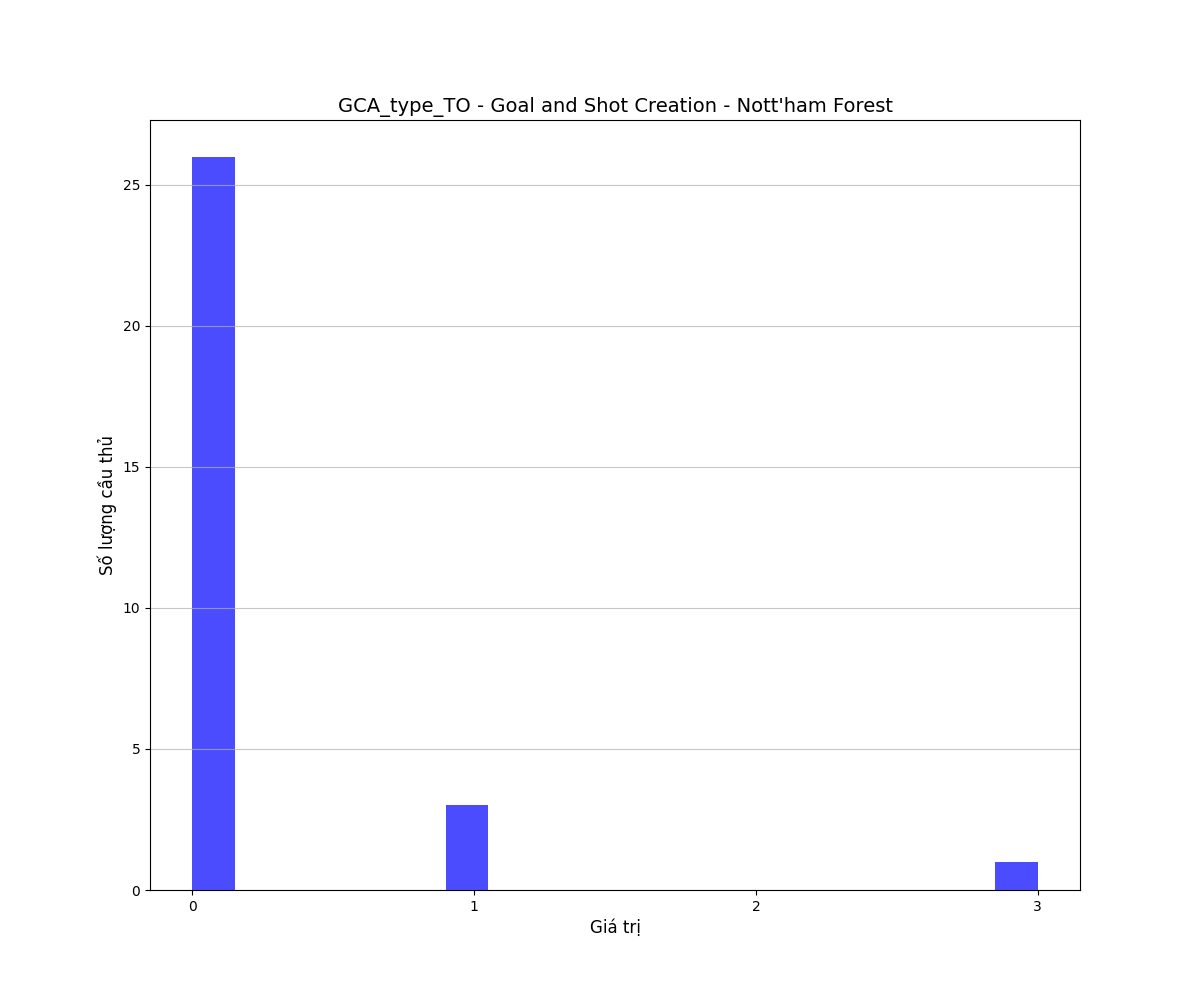 GCA_type_TO - Goal and Shot Creation - Nott'ham Forest
25
20
15
10
5
0
Số lượng cầu thủ
0 1 2 3
Giá trị